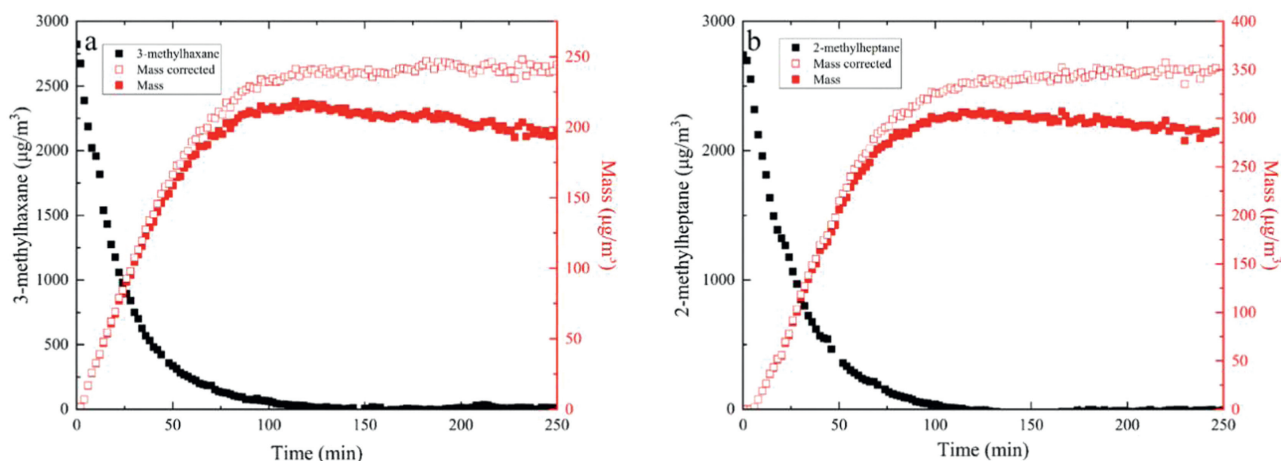 a
3-methylhaxane
Mass corrected
Mass
3000
2500
2000
1500
1000
500
0
3-methylhaxane (μg/m³)
250
200
150
100
50
0
Mass (μg/m³)
0 50 100 150 200 250
Time (min)
b
2-methylheptane
Mass corrected
Mass
3000
2000
1000
0
2-methylheptane (μg/m³)
400
350
300
250
200
150
100
50
0
Mass (μg/m³)
0 50 100 150 200 250
Time (min)